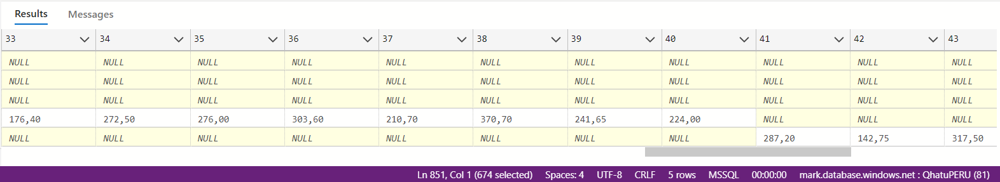 Results Messages
33 34 35 36 37 38 39 40 41 42 43
NULL NULL NULL NULL NULL NULL NULL NULL NULL NULL NULL
NULL NULL NULL NULL NULL NULL NULL NULL NULL NULL NULL
NULL NULL NULL NULL NULL NULL NULL NULL NULL NULL NULL
176,40 272,50 276,00 303,60 210,70 370,70 241,65 224,00 NULL NULL NULL
NULL NULL NULL NULL NULL NULL NULL NULL 287,20 142,75 317,50
Ln 851, Col 1 (674 selected) Spaces: 4 UTF-8 CRLF 5 rows MSSQL 00:00:00 mark.database.windows.net : QhatuPERU (81)